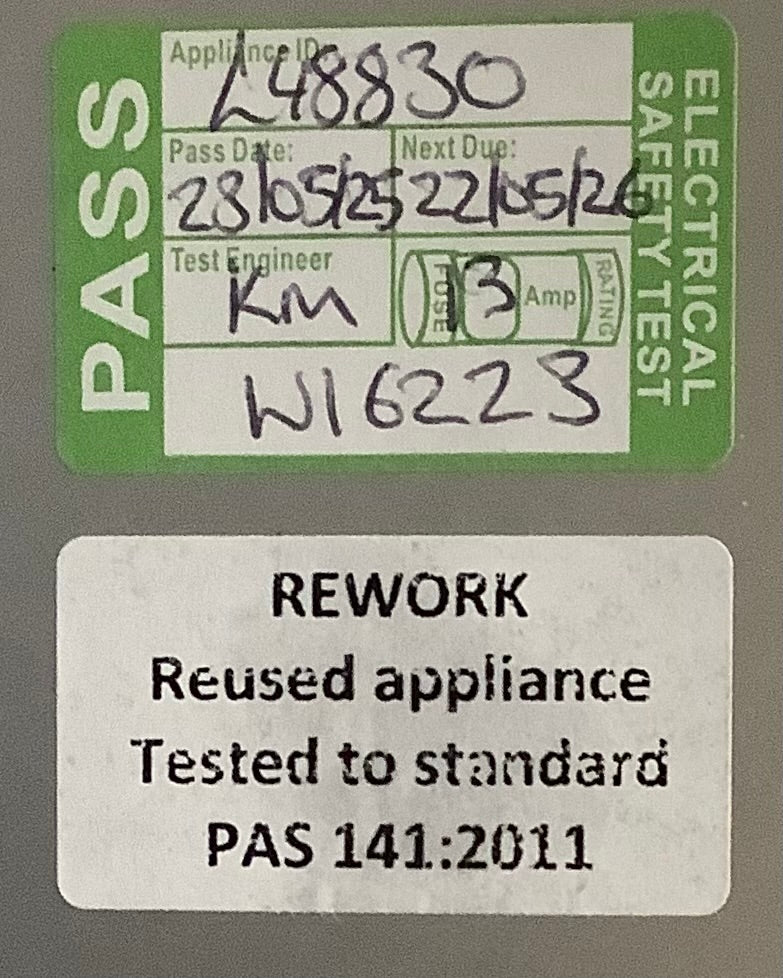 PASS
Appliance ID:
L48830
Pass Date: Next Due:
28/05/25 22/05/26
Test Engineer
KM FUSE 13 Amp RATING
W16223
ELECTRICAL
SAFETY TEST
REWORK
Reused appliance
Tested to standard
PAS 141:2011